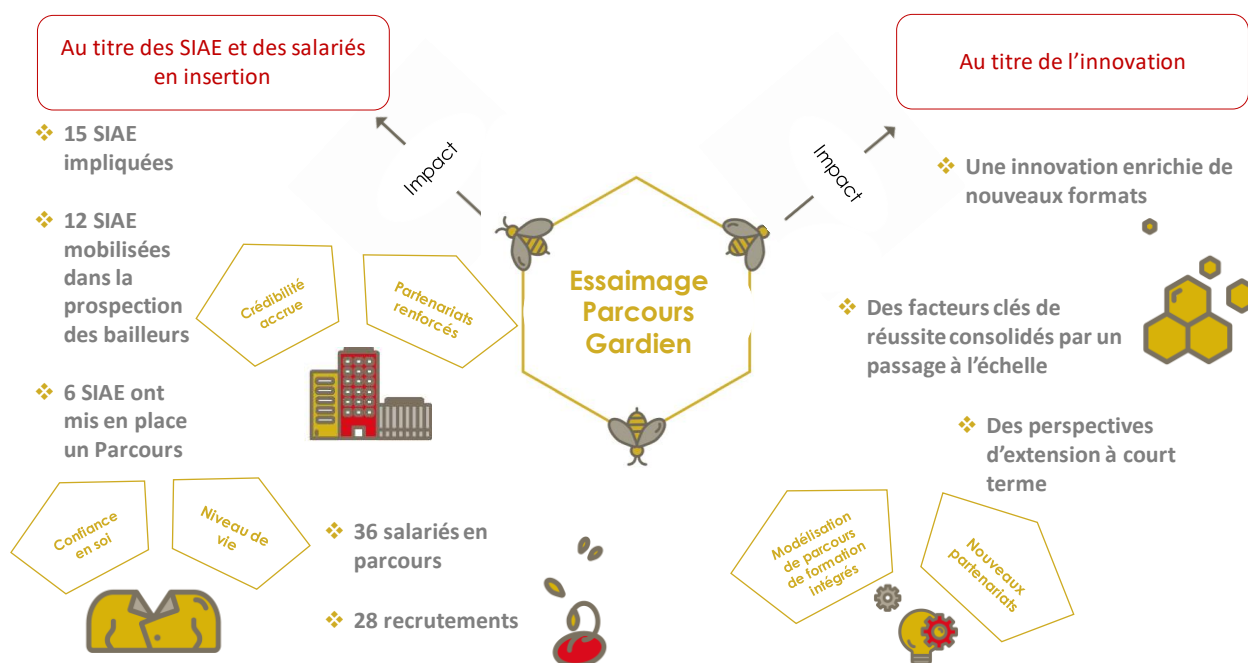 Au titre des SIAE et des salariés
en insertion
15 SIAE
impliquées
12 SIAE
mobilisées
dans la
prospection
des bailleurs
6 SIAE ont
mis en place
un Parcours
Crédibilité
accrue
Partenariats
renforcés
Confiance
en soi
Niveau de
vie
36 salariés en
parcours
28 recrutements
Impact
Essaimage
Parcours
Gardien
Impact
Au titre de l’innovation
Une innovation enrichie de
nouveaux formats
Des facteurs clés de
réussite consolidés par un
passage à l’échelle
Des perspectives
d’extension à court
terme
Modélisation
de parcours
de formation
intégrés
Nouveaux
partenariats